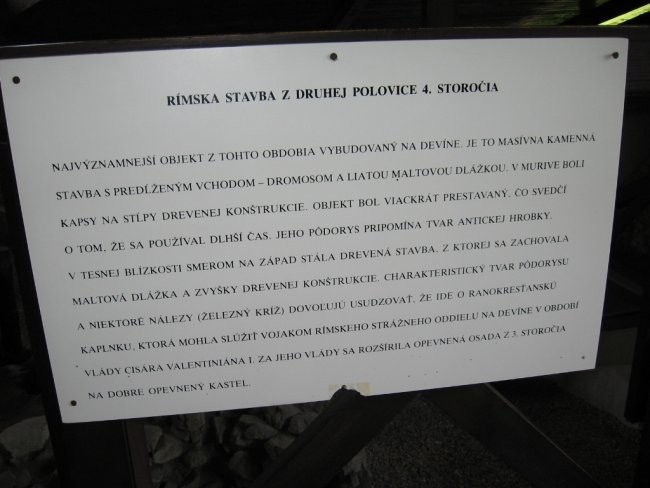 RÍMSKA STAVBA Z DRUHEJ POLOVICE 4. STOROČIA
NAJVÝZNAMNEJŠÍ OBJEKT Z TOHTO OBDOBIA VYBUDOVANÝ NA DEVÍNE. JE TO MASÍVNA KAMENNÁ
STAVBA S PREDĹŽENÝM VCHODOM – DROMOSOM A LIATOU MALTOVOU DLÁŽKOU. V MURIVE BOLI
KAPSY NA STĹPY DREVENEJ KONŠTRUKCIE. OBJEKT BOL VIACKRÁT PRESTAVANÝ, ČO SVEDČÍ
O TOM, ŽE SA POUŽÍVAL DLHŠÍ ČAS. JEHO PÔDORYS PRIPOMÍNA TVAR ANTICKEJ HROBKY.
V TESNEJ BLÍZKOSTI SMEROM NA ZÁPAD STÁLA DREVENÁ STAVBA, Z KTOREJ SA ZACHOVALA
MALTOVÁ DLÁŽKA A ZVYŠKY DREVENEJ KONŠTRUKCIE. CHARAKTERISTICKÝ TVAR PÔDORYSU
A NIEKTORÉ NÁLEZY (ŽELEZNÝ KRÍŽ) DOVOĽUJÚ USUDZOVAŤ, ŽE IDE O RANOKRESŤANSKÚ
KAPLNKU, KTORÁ MOHLA SLÚŽIŤ VOJAKOM RÍMSKEHO STRÁŽNEHO ODDIELU NA DEVÍNE V OBDOBÍ
VLÁDY CISÁRA VALENTINIÁNA I. ZA JEHO VLÁDY SA ROZŠÍRILA OPEVNENÁ OSADA Z 3. STOROČIA
NA DOBRE OPEVNENÝ KASTEL.